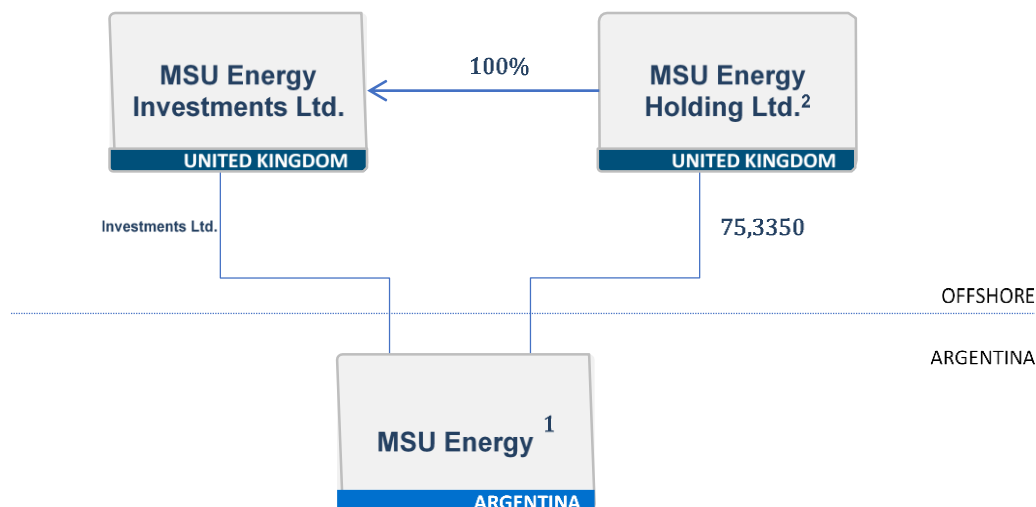 MSU Energy
Investments Ltd.
UNITED KINGDOM
100%
MSU Energy
Holding Ltd.²
UNITED KINGDOM
Investments Ltd.
75,3350
OFFSHORE
ARGENTINA
MSU Energy 1
ARGENTINA